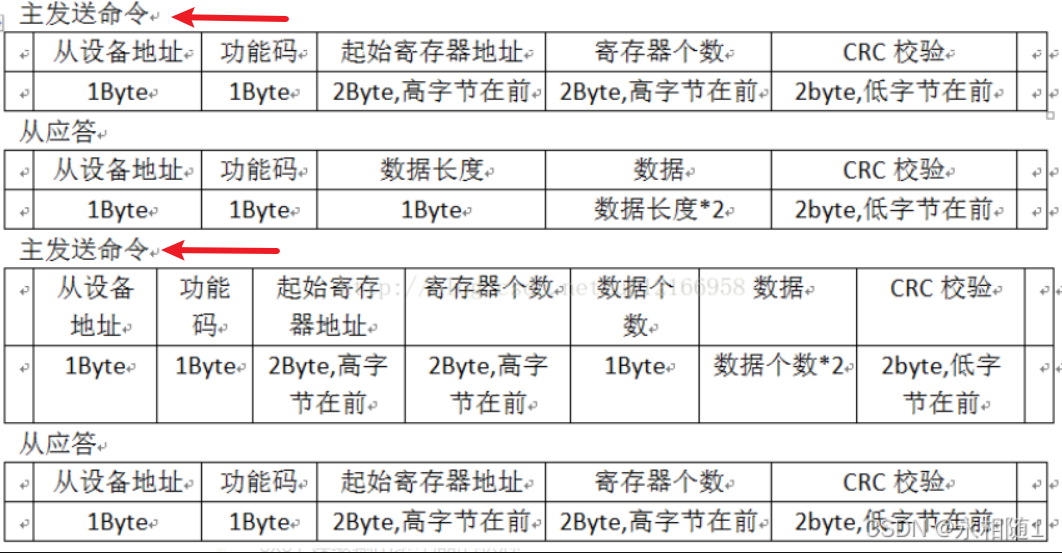 主发送命令
从设备地址 功能码 起始寄存器地址 寄存器个数 CRC 校验
1Byte 1Byte 2Byte,高字节在前 2Byte,高字节在前 2byte,低字节在前
从应答
从设备地址 功能码 数据长度 数据 CRC 校验
1Byte 1Byte 1Byte 数据长度*2 2byte,低字节在前
主发送命令
从设备 功能 起始寄存 寄存器个数 数据个 数据 CRC 校验
地址 码 器地址 数
1Byte 1Byte 2Byte,高字 2Byte,高字 1Byte 数据个数*2 2byte,低字
节在前 节在前 节在前
从应答
从设备地址 功能码 起始寄存器地址 寄存器个数 CRC 校验
1Byte 1Byte 2Byte,高字节在前 2Byte,高字节在前 2byte,低字节在前